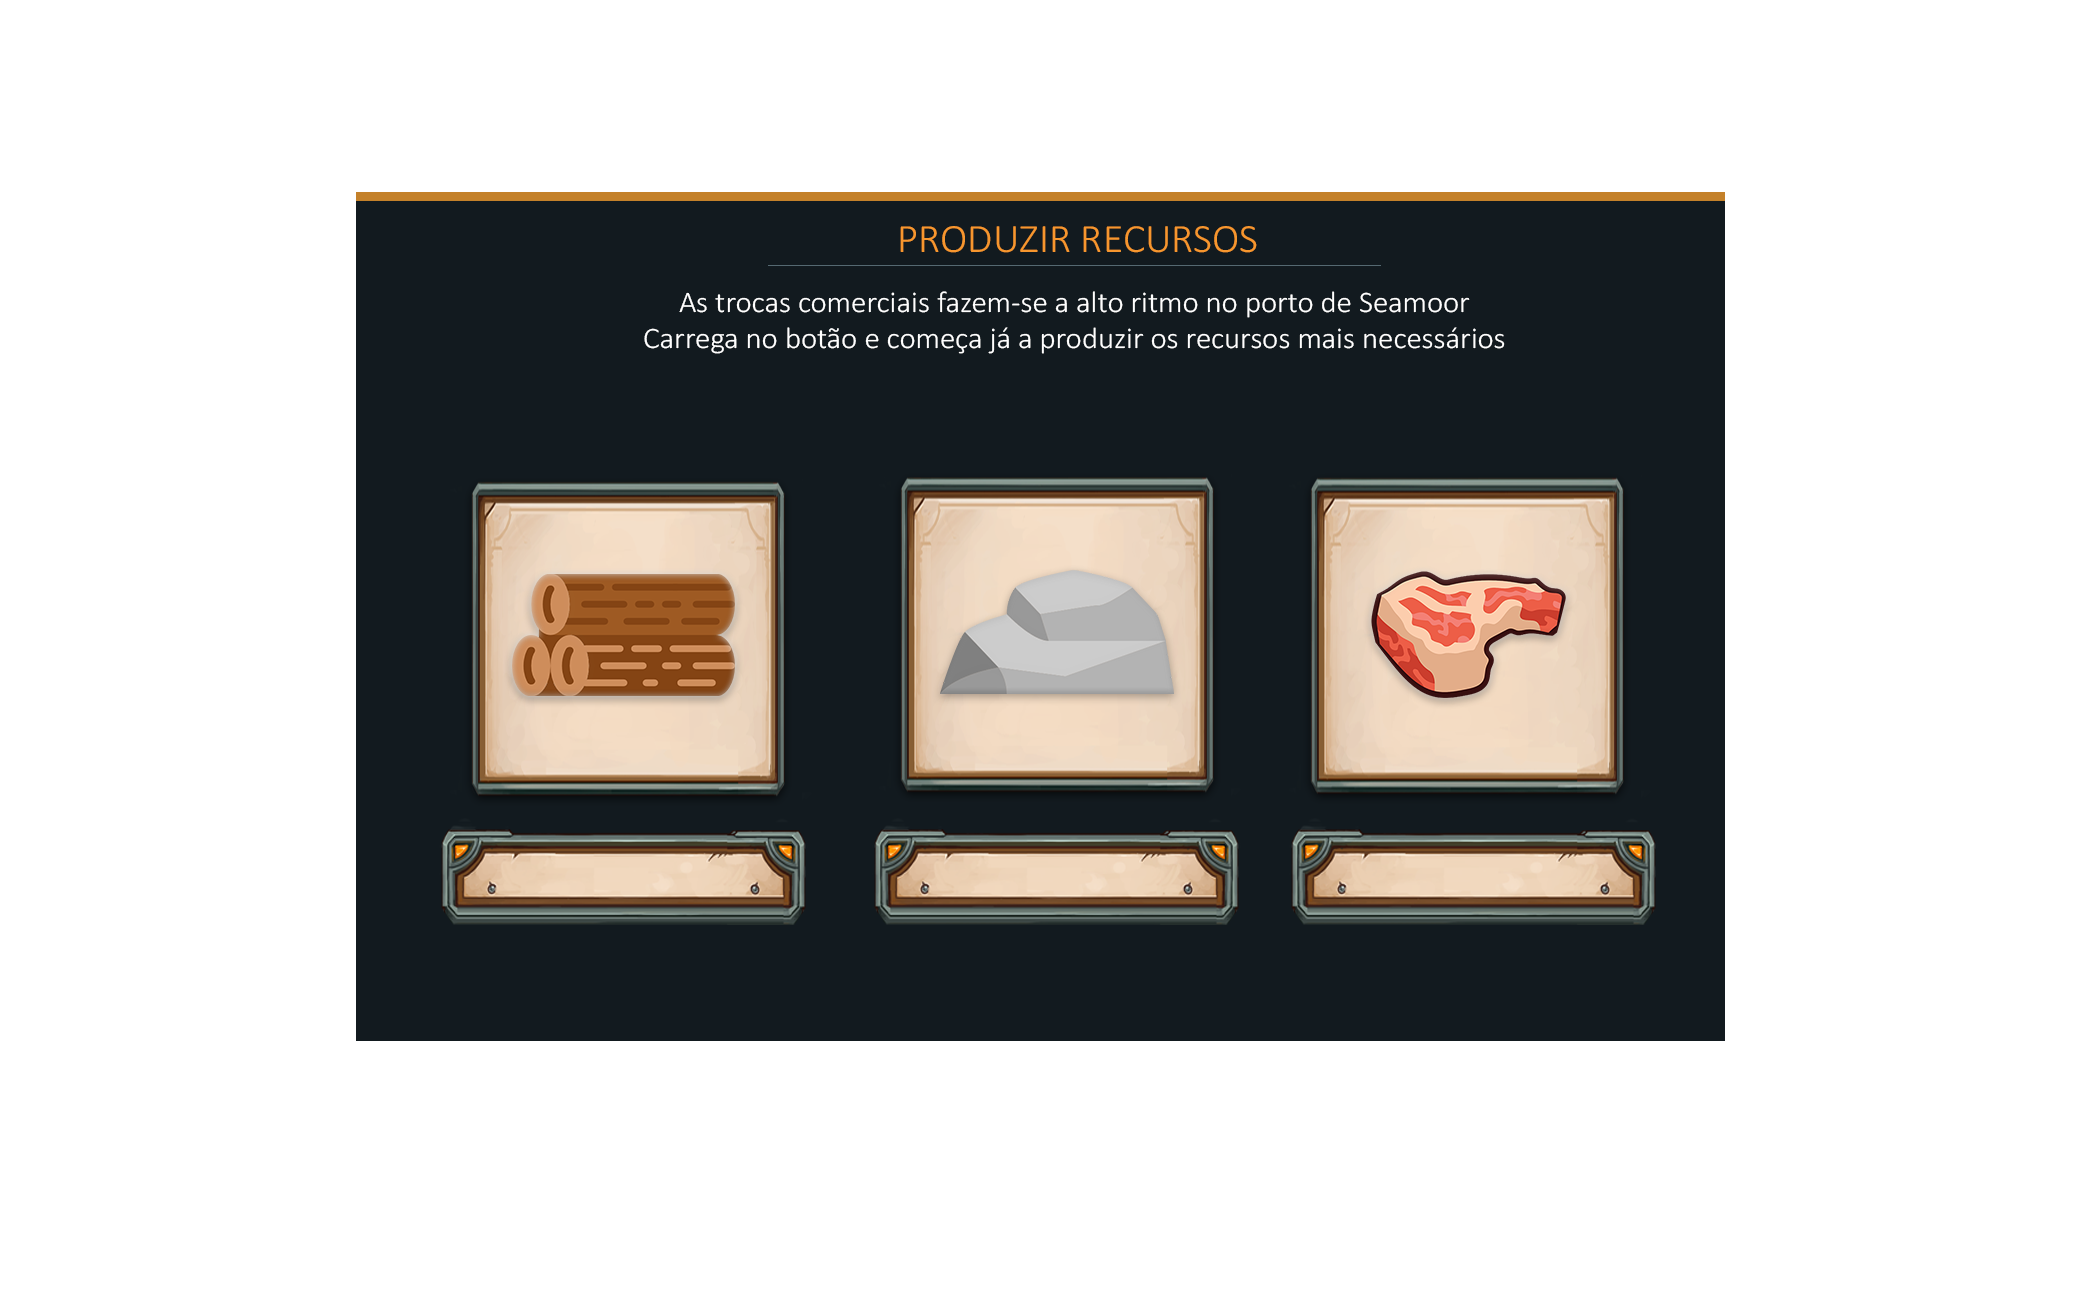 PRODUZIR RECURSOS
As trocas comerciais fazem-se a alto ritmo no porto de Seamoor
Carrega no botão e começa já a produzir os recursos mais necessários